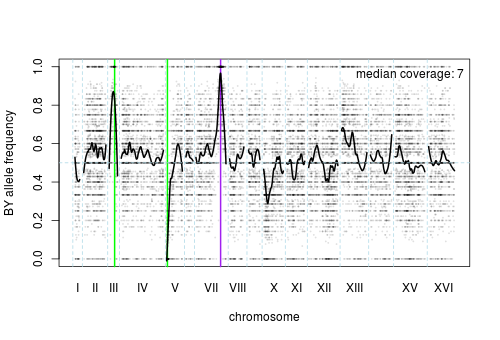 median coverage: 7
BY allele frequency
1.0
0.8
0.6
0.4
0.2
0.0
I II III IV V VII VIII X XI XII XIII XV XVI
chromosome